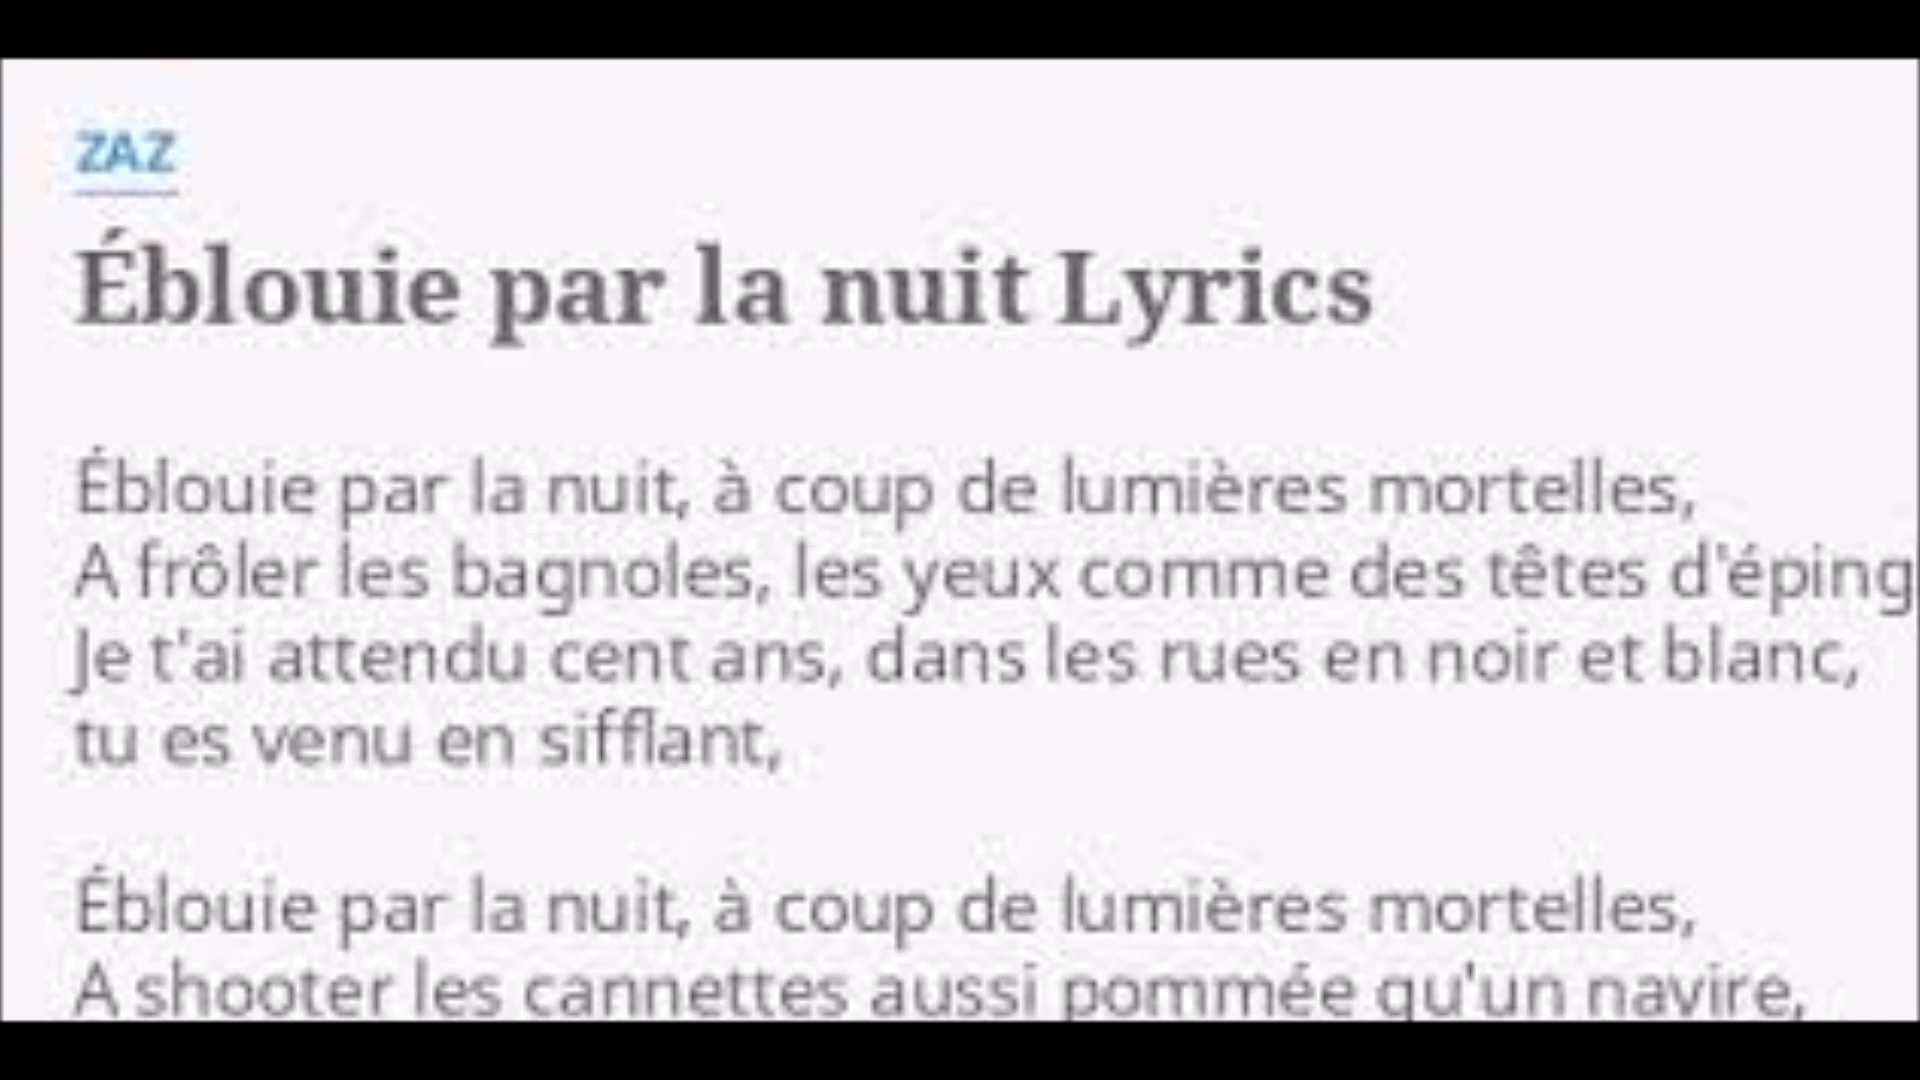 ZAZ
Éblouie par la nuit Lyrics
Éblouie par la nuit, à coup de lumières mortelles,
A frôler les bagnoles, les yeux comme des têtes d'éping
Je t'ai attendu cent ans, dans les rues en noir et blanc,
tu es venu en sifflant,
Éblouie par la nuit, à coup de lumières mortelles,
A shooter les cannettes aussi pommée qu'un navire,